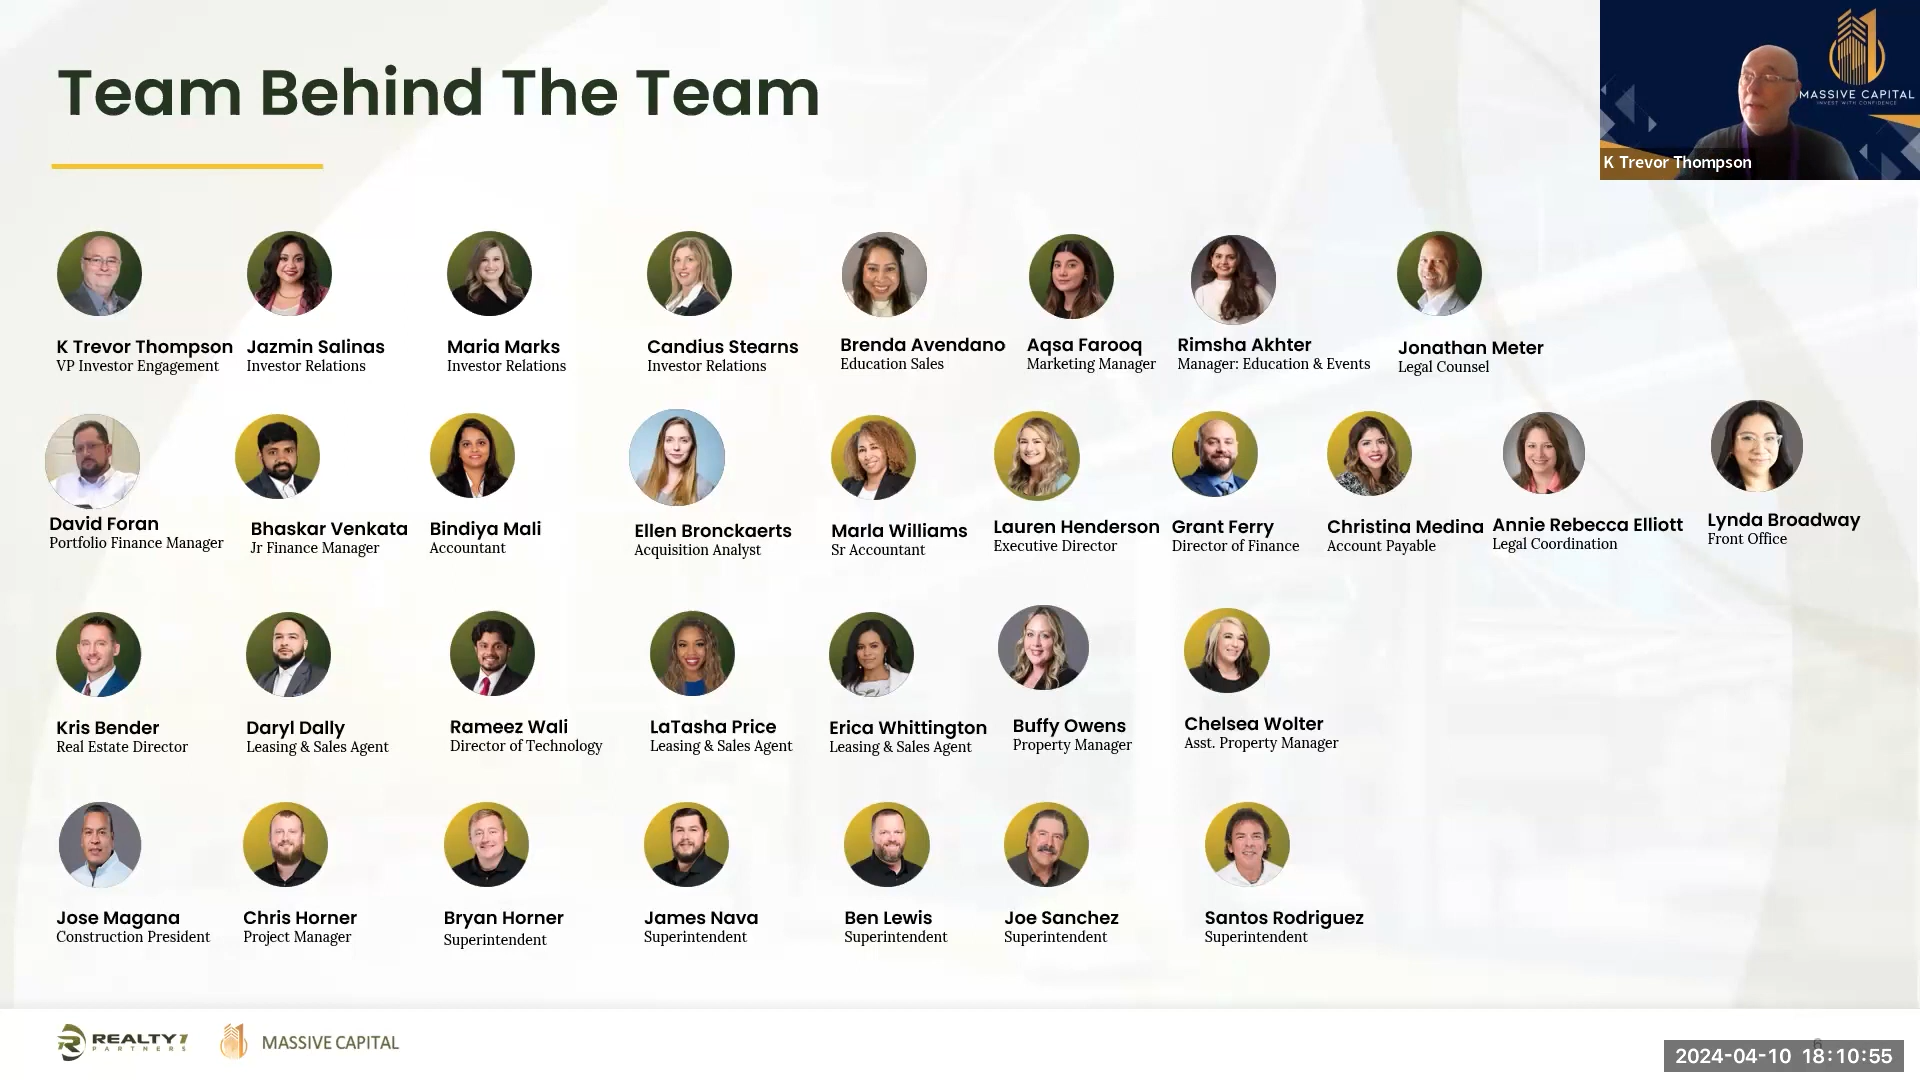 Team Behind The Team
MASSIVE CAPITAL
INVEST WITH CONFIDENCE
K Trevor Thompson
K Trevor Thompson
VP Investor Engagement
Jazmin Salinas
Investor Relations
Maria Marks
Investor Relations
Candius Stearns
Investor Relations
Brenda Avendano
Education Sales
Aqsa Farooq
Marketing Manager
Rimsha Akhter
Manager: Education & Events
Jonathan Meter
Legal Counsel
David Foran
Portfolio Finance Manager
Bhaskar Venkata
Jr Finance Manager
Bindiya Mali
Accountant
Ellen Bronckaerts
Acquisition Analyst
Marla Williams
Sr Accountant
Lauren Henderson
Executive Director
Grant Ferry
Director of Finance
Christina Medina
Account Payable
Annie Rebecca Elliott
Legal Coordination
Lynda Broadway
Front Office
Kris Bender
Real Estate Director
Daryl Dally
Leasing & Sales Agent
Rameez Wali
Director of Technology
LaTasha Price
Leasing & Sales Agent
Erica Whittington
Leasing & Sales Agent
Buffy Owens
Property Manager
Chelsea Wolter
Asst. Property Manager
Jose Magana
Construction President
Chris Horner
Project Manager
Bryan Horner
Superintendent
James Nava
Superintendent
Ben Lewis
Superintendent
Joe Sanchez
Superintendent
Santos Rodriguez
Superintendent
REALTY1
PARTNERS
MASSIVE CAPITAL
2024-04-10 18:10:55